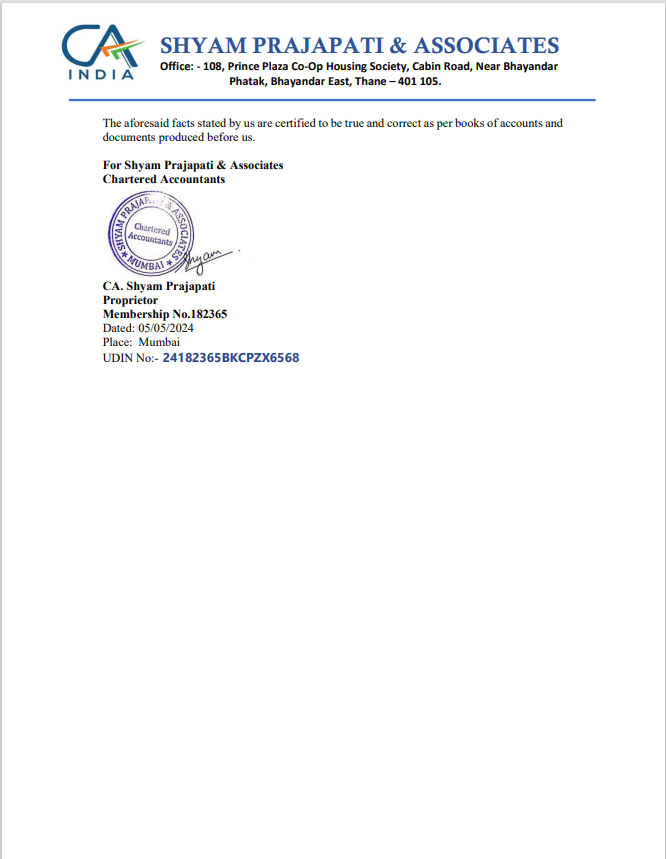 CA
INDIA
SHYAM PRAJAPATI & ASSOCIATES
Office: - 108, Prince Plaza Co-Op Housing Society, Cabin Road, Near Bhayandar
Phatak, Bhayandar East, Thane – 401 105.
The aforesaid facts stated by us are certified to be true and correct as per books of accounts and
documents produced before us.
For Shyam Prajapati & Associates
Chartered Accountants
SHYAM & ASSOCIATES
Chartered
Accountants
★ MUMBAI ★
Shyam
CA. Shyam Prajapati
Proprietor
Membership No.182365
Dated: 05/05/2024
Place: Mumbai
UDIN No:- 24182365BKCPZX6568